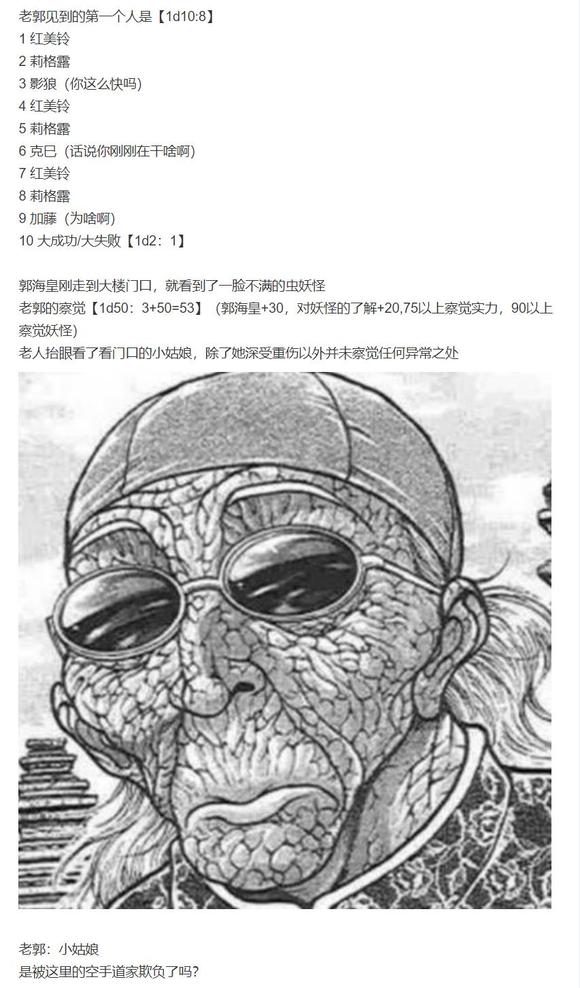 老郭见到的第一个人是【1d10:8】
1 红美铃
2 莉格露
3 影狼（你这么快吗）
4 红美铃
5 莉格露
6 克巳（话说你刚刚在干啥啊）
7 红美铃
8 莉格露
9 加藤（为啥啊）
10 大成功/大失败【1d2：1】
郭海皇刚走到大楼门口，就看到了一脸不满的虫妖怪
老郭的察觉【1d50：3+50=53】（郭海皇+30，对妖怪的了解+20,75以上察觉实力，90以上
察觉妖怪）
老人抬眼看了看门口的小姑娘，除了她深受重伤以外并未察觉任何异常之处
老郭：小姑娘
是被这里的空手道家欺负了吗？